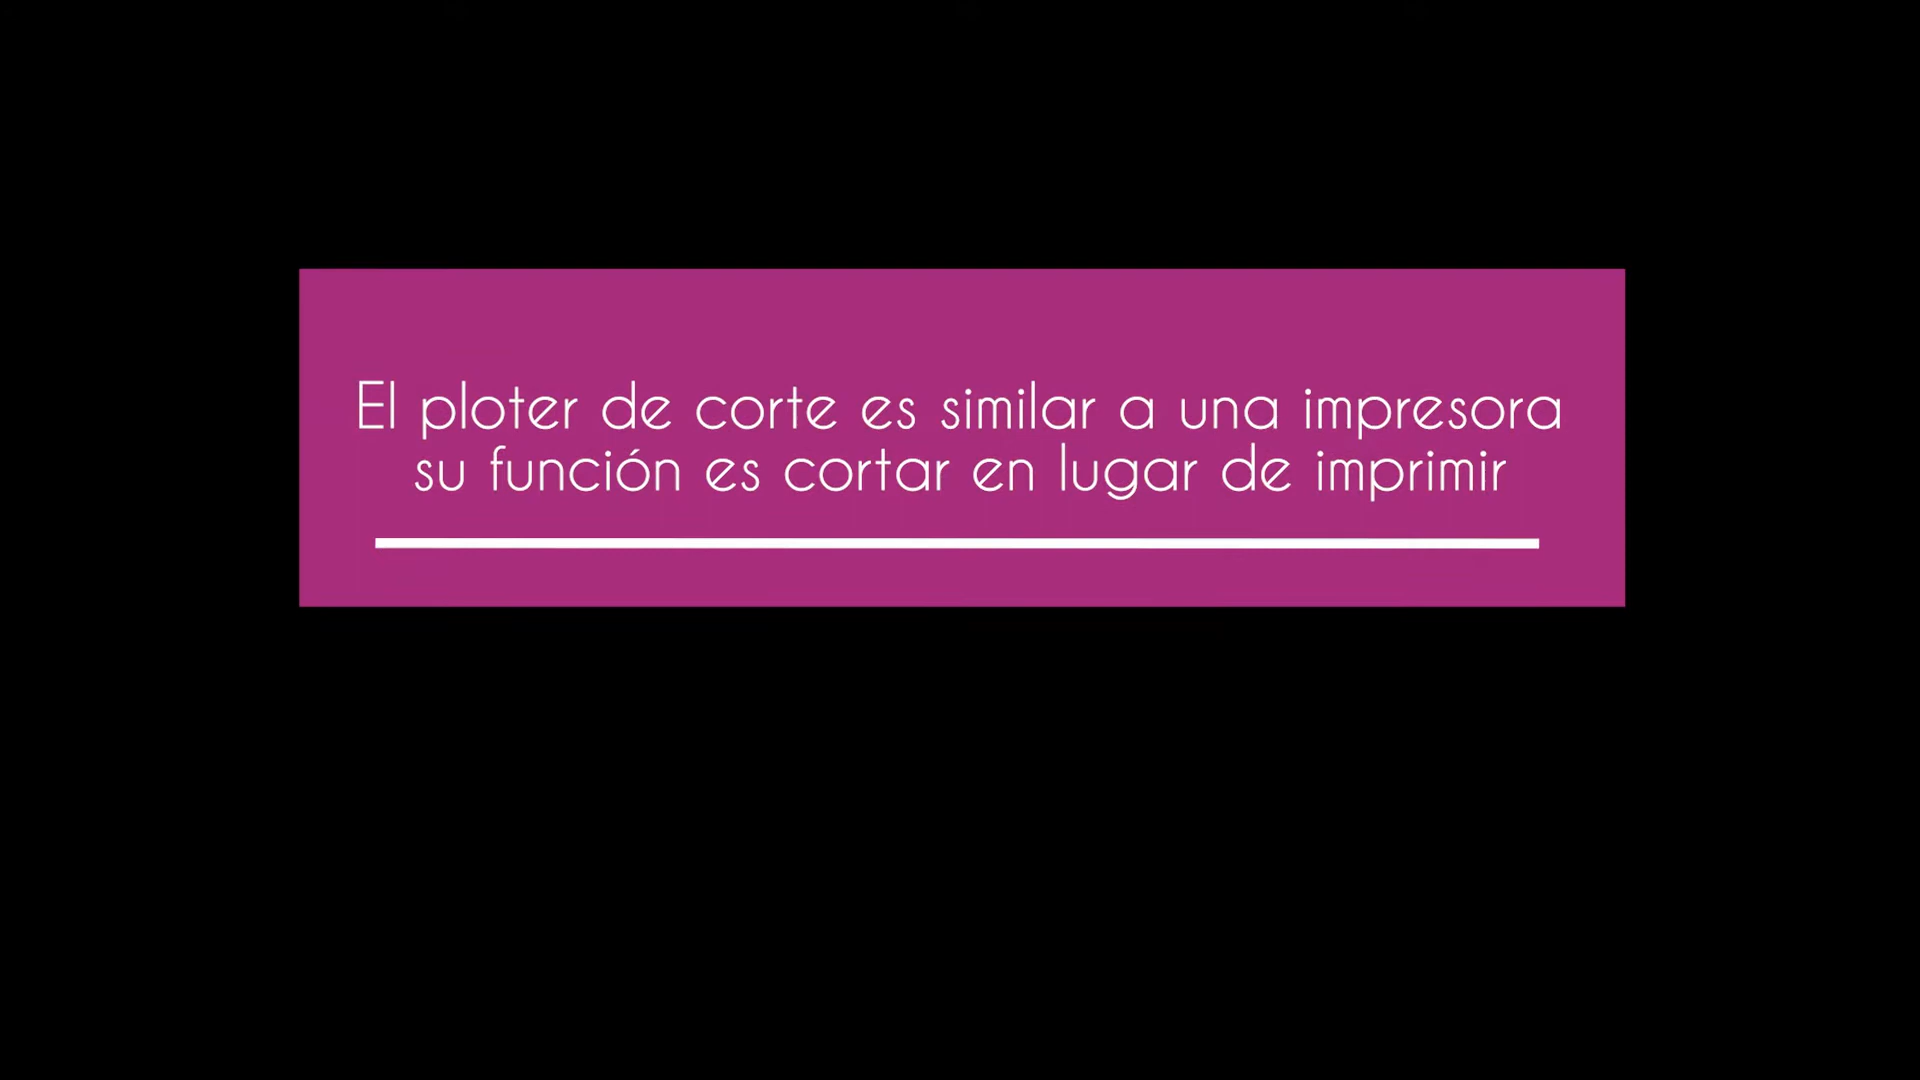 El ploter de corte es similar a una impresora
su función es cortar en lugar de imprimir